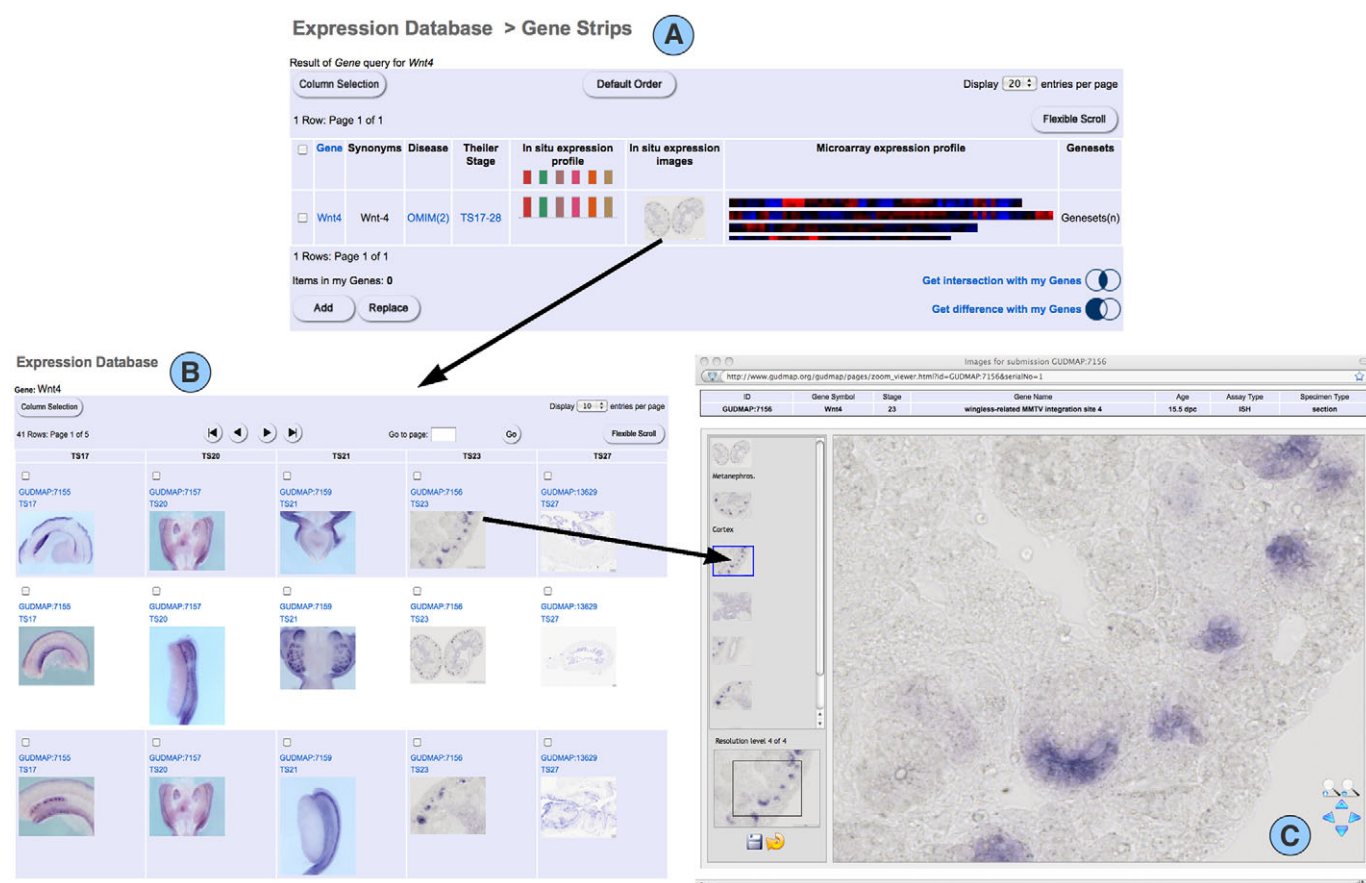 Expression Database > Gene Strips
A
Result of Gene query for Wnt4
Column Selection
Default Order
Display 20 entries per page
1 Row: Page 1 of 1
Flexible Scroll
Gene Synonyms Disease Theiler Stage In situ expression profile In situ expression images Microarray expression profile Genesets
Wnt4 Wnt-4 OMIM(2) TS17-28 Genesets(n)
1 Rows: Page 1 of 1
Items in my Genes: 0
Get intersection with my Genes
Add Replace
Get difference with my Genes
Expression Database
B
Gene: Wnt4
Column Selection
Display 10 entries per page
41 Rows: Page 1 of 5
Go to page:
Go
Flexible Scroll
TS17 TS20 TS21 TS23 TS27
GUDMAP:7155 GUDMAP:7157 GUDMAP:7159 GUDMAP:7156 GUDMAP:13629
TS17 TS20 TS21 TS23 TS27
GUDMAP:7155 GUDMAP:7157 GUDMAP:7159 GUDMAP:7156 GUDMAP:13629
TS17 TS20 TS21 TS23 TS27
GUDMAP:7155 GUDMAP:7157 GUDMAP:7159 GUDMAP:7156 GUDMAP:13629
TS17 TS20 TS21 TS23 TS27
Images for submission GUDMAP:7156
http://www.gudmap.org/gudmap/pages/zoom_viewer.html?id=GUDMAP:7156&serialNo=1
ID Gene Symbol Stage Gene Name Age Assay Type Specimen Type
GUDMAP:7156 Wnt4 23 wingless-related MMTV integration site 4 15.5 dpc ISH section
Metanephros.
Cortex
Resolution level 4 of 4
C